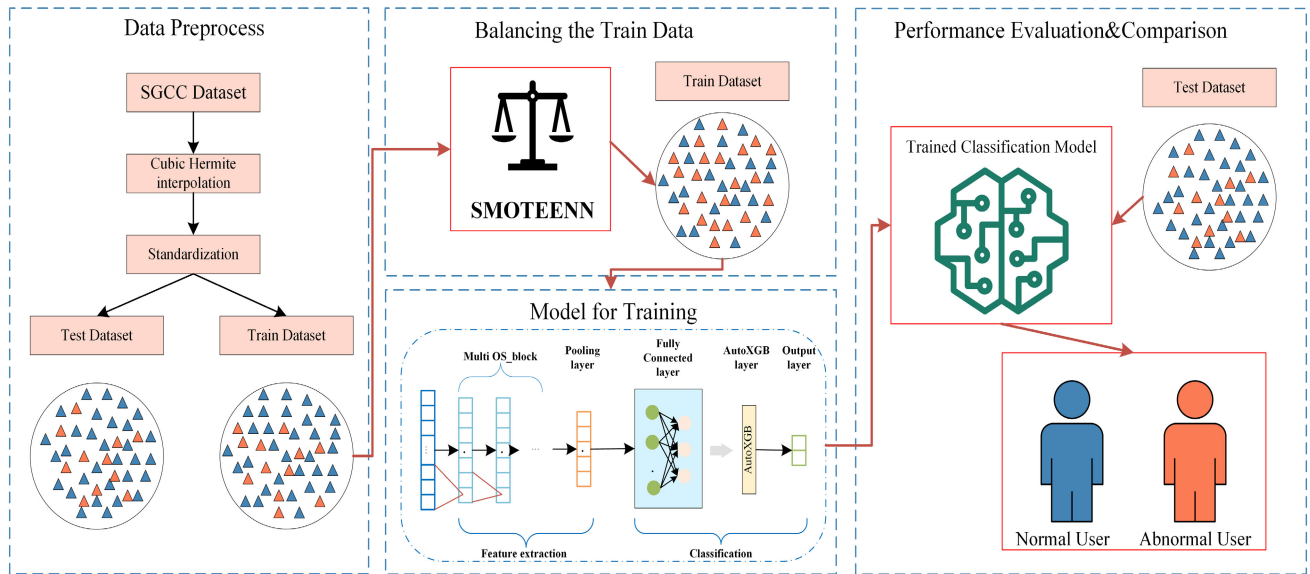 Data Preprocess
SGCC Dataset
Cubic Hermite
interpolation
Standardization
Test Dataset
Train Dataset
Balancing the Train Data
SMOTEENN
Train Dataset
Model for Training
Multi OS_block
Pooling
layer
Fully
Connected
layer
AutoXGB
layer
Output
layer
AutoXGB
Feature extraction
Classification
Performance Evaluation&Comparison
Test Dataset
Trained Classification Model
Normal User
Abnormal User